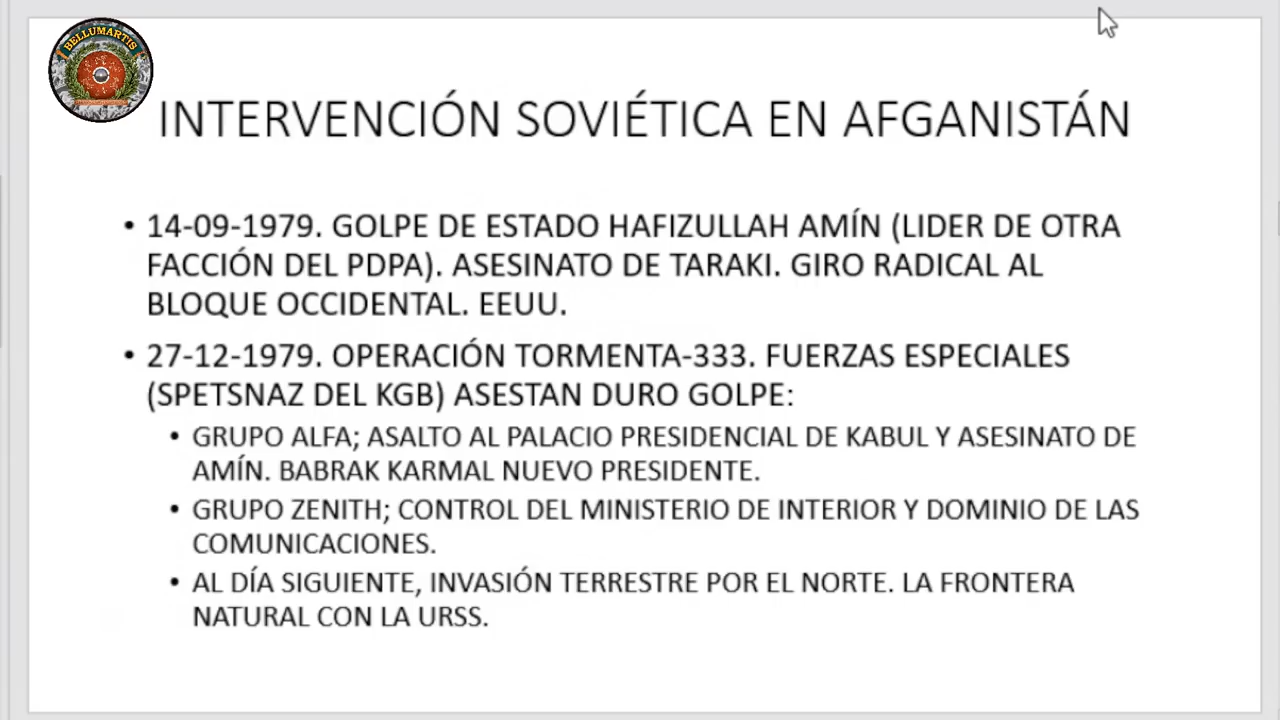 BELLUMARTIS
INTERVENCIÓN SOVIÉTICA EN AFGANISTÁN
• 14-09-1979. GOLPE DE ESTADO HAFIZULLAH AMÍN (LIDER DE OTRA
FACCIÓN DEL PDPA). ASESINATO DE TARAKI. GIRO RADICAL AL
BLOQUE OCCIDENTAL. EEUU.
• 27-12-1979. OPERACIÓN TORMENTA-333. FUERZAS ESPECIALES
(SPETSNAZ DEL KGB) ASESTAN DURO GOLPE:
• GRUPO ALFA; ASALTO AL PALACIO PRESIDENCIAL DE KABUL Y ASESINATO DE
AMÍN. BABRAK KARMAL NUEVO PRESIDENTE.
• GRUPO ZENITH; CONTROL DEL MINISTERIO DE INTERIOR Y DOMINIO DE LAS
COMUNICACIONES.
• AL DÍA SIGUIENTE, INVASIÓN TERRESTRE POR EL NORTE. LA FRONTERA
NATURAL CON LA URSS.